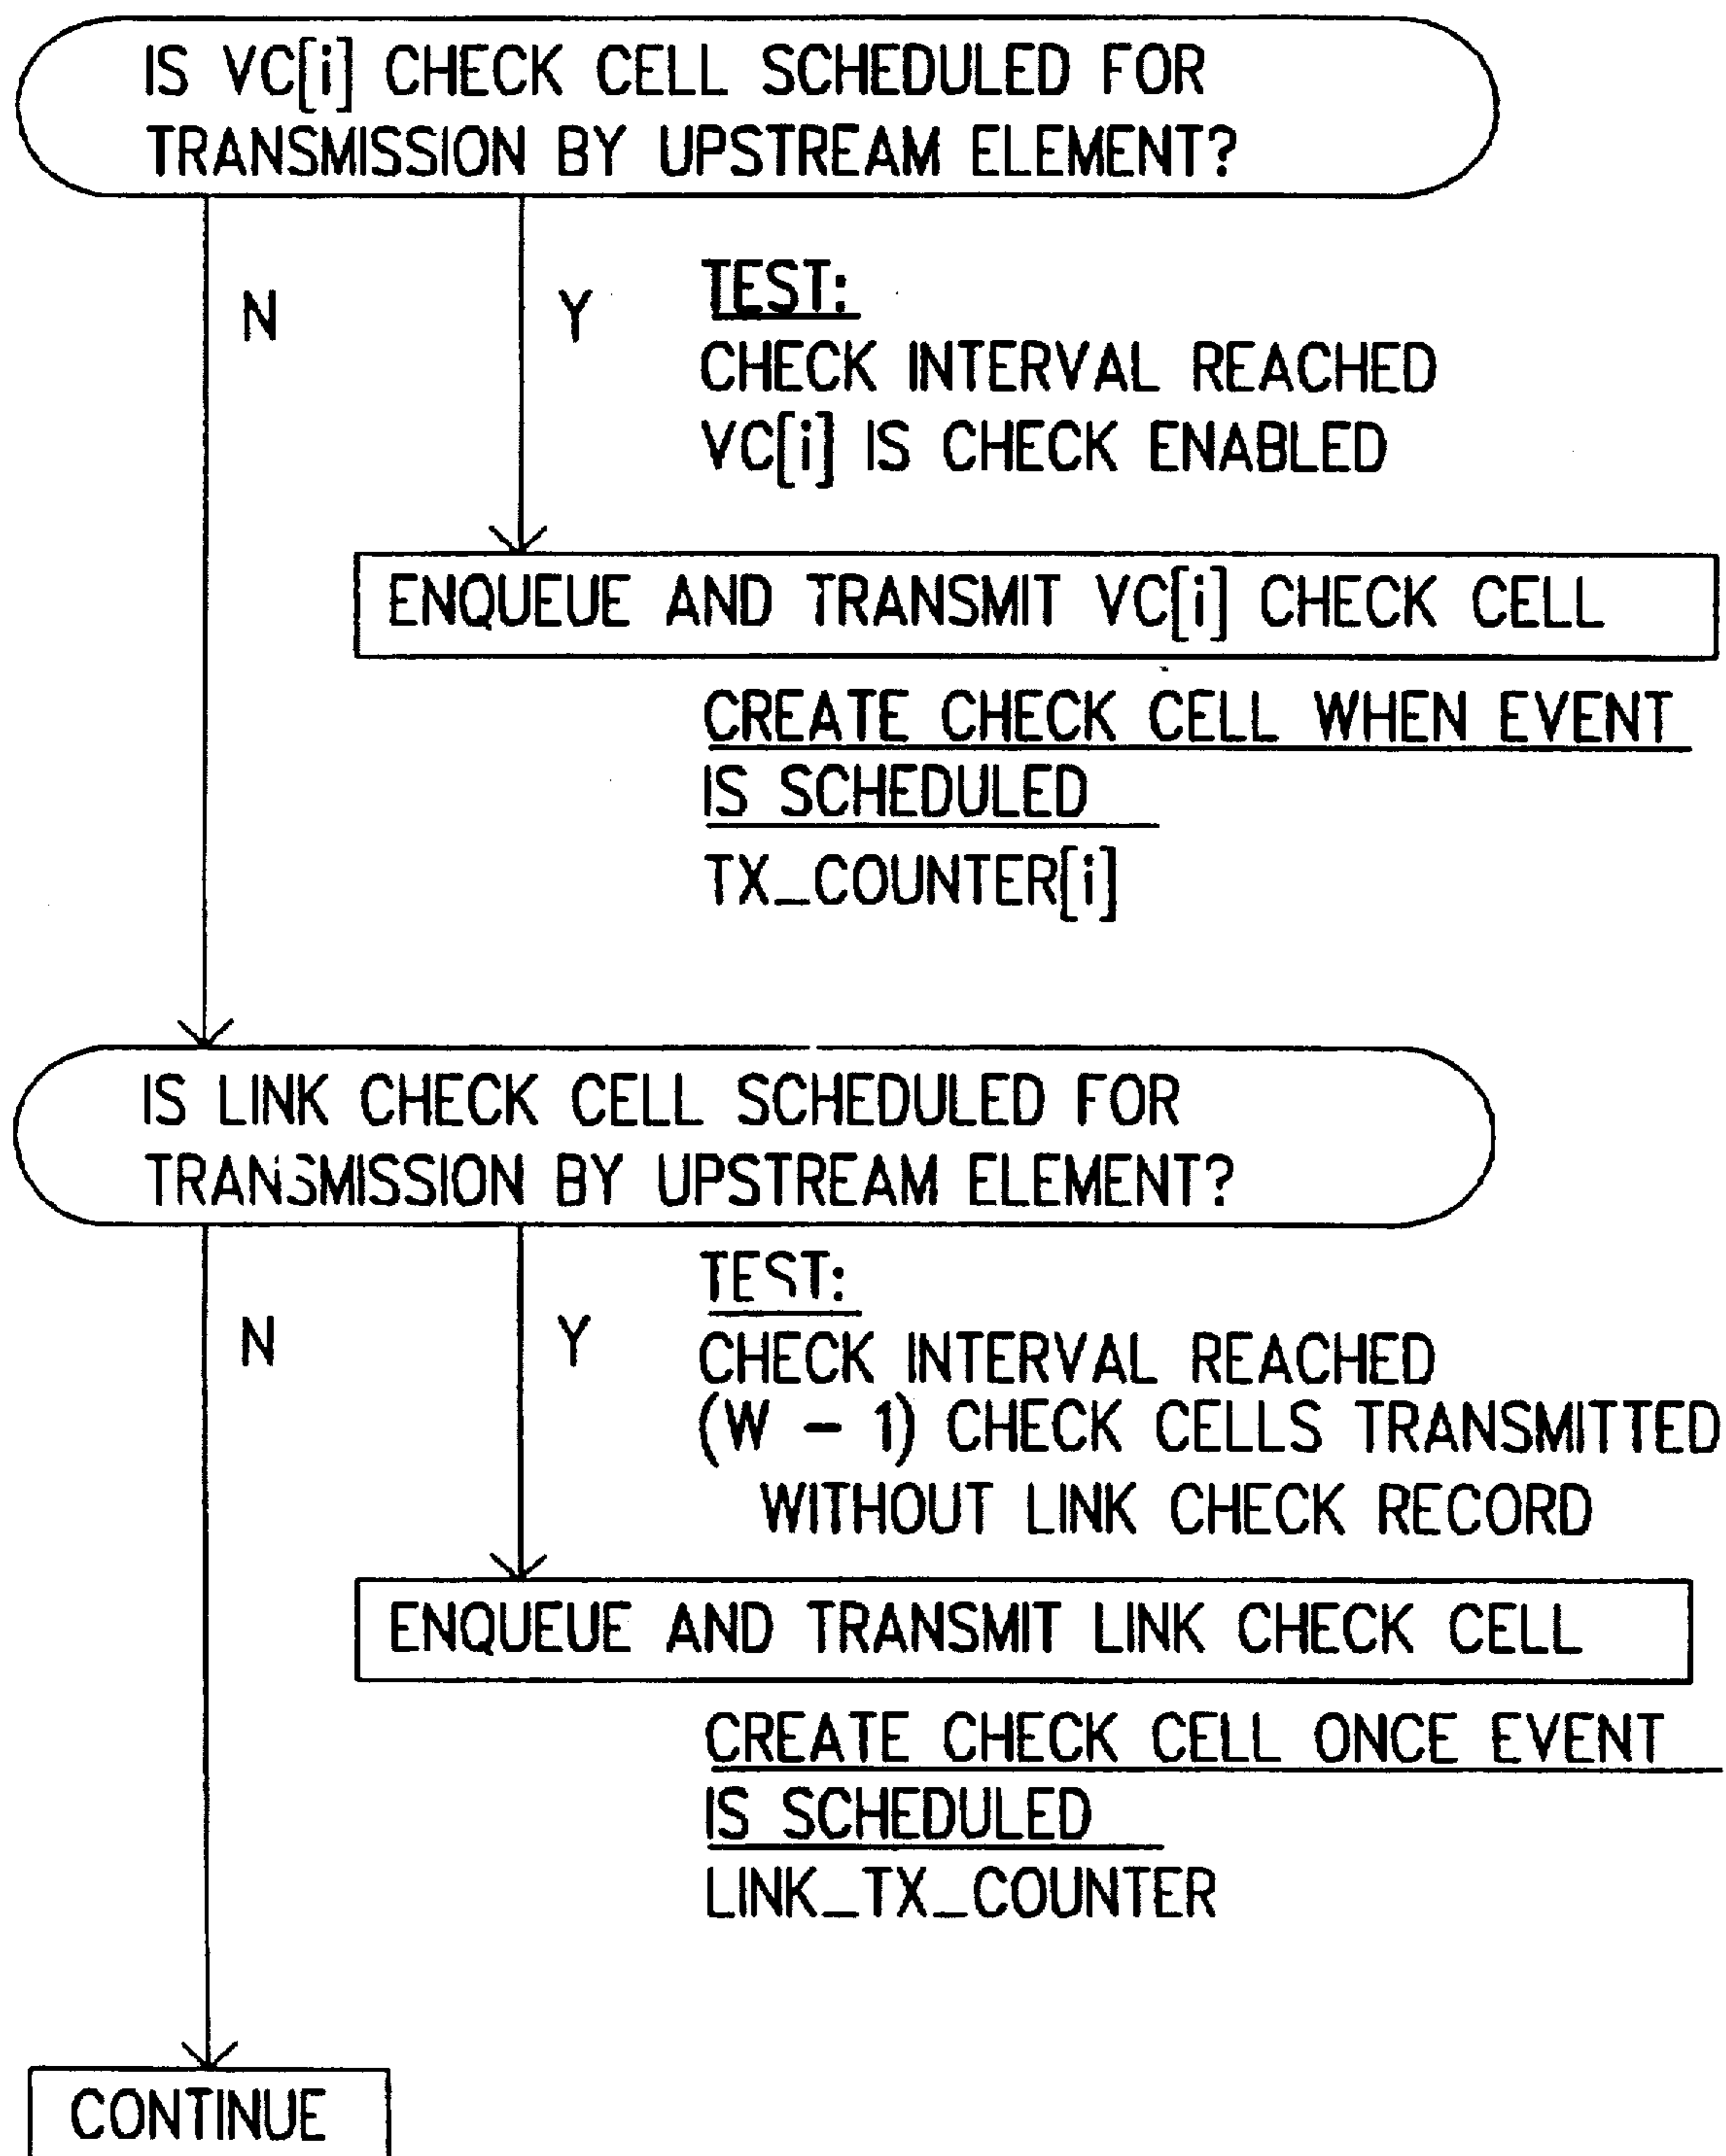 IS VC[i] CHECK CELL SCHEDULED FOR
TRANSMISSION BY UPSTREAM ELEMENT?
N
Y
TEST:
CHECK INTERVAL REACHED
VC[i] IS CHECK ENABLED
ENQUEUE AND TRANSMIT VC[i] CHECK CELL
CREATE CHECK CELL WHEN EVENT
IS SCHEDULED
TX_COUNTER[i]
IS LINK CHECK CELL SCHEDULED FOR
TRANSMISSION BY UPSTREAM ELEMENT?
N
Y
TEST:
CHECK INTERVAL REACHED
(W - 1) CHECK CELLS TRANSMITTED
WITHOUT LINK CHECK RECORD
ENQUEUE AND TRANSMIT LINK CHECK CELL
CREATE CHECK CELL ONCE EVENT
IS SCHEDULED
LINK_TX_COUNTER
CONTINUE